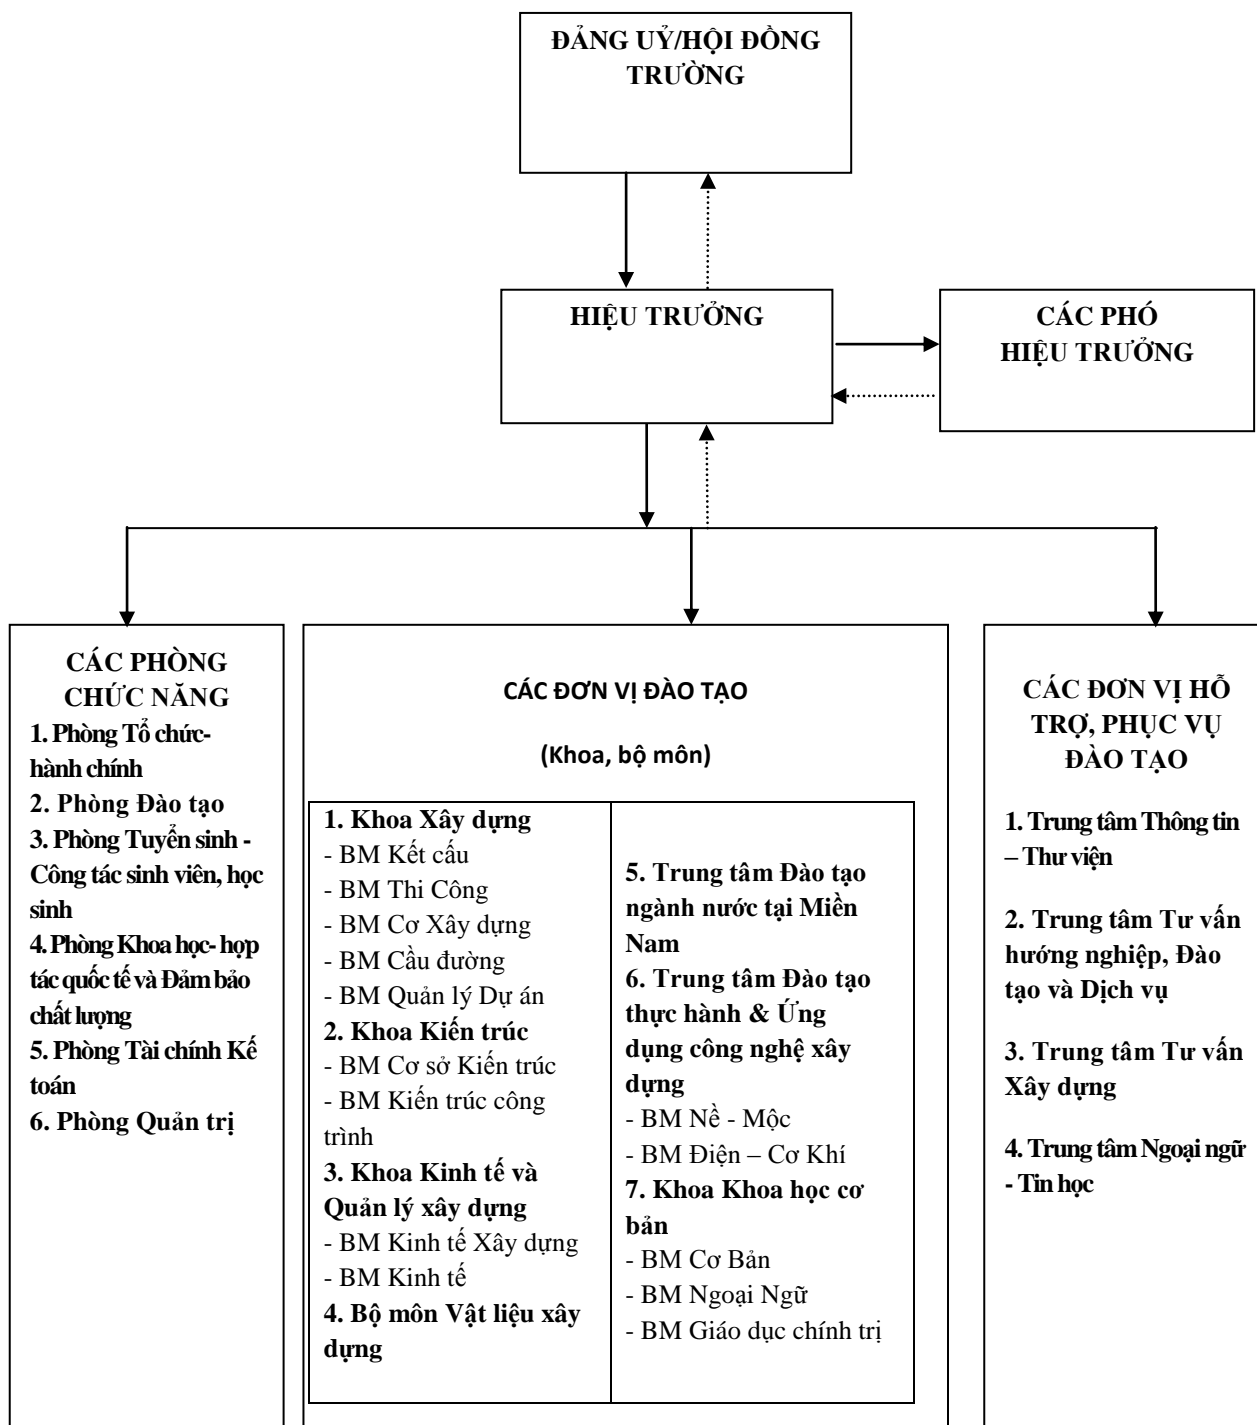 ĐẢNG UỶ/HỘI ĐỒNG
TRƯỜNG
HIỆU TRƯỞNG
CÁC PHÓ
HIỆU TRƯỞNG
CÁC PHÒNG
CHỨC NĂNG
1. Phòng Tổ chức-
hành chính
2. Phòng Đào tạo
3. Phòng Tuyển sinh -
Công tác sinh viên, học
sinh
4. Phòng Khoa học- hợp
tác quốc tế và Đảm bảo
chất lượng
5. Phòng Tài chính Kế
toán
6. Phòng Quản trị
CÁC ĐƠN VỊ ĐÀO TẠO
(Khoa, bộ môn)
1. Khoa Xây dựng
- BM Kết cấu
- BM Thi Công
- BM Cơ Xây dựng
- BM Cầu đường
- BM Quản lý Dự án
2. Khoa Kiến trúc
- BM Cơ sở Kiến trúc
- BM Kiến trúc công
trình
3. Khoa Kinh tế và
Quản lý xây dựng
- BM Kinh tế Xây dựng
- BM Kinh tế
4. Bộ môn Vật liệu xây
dựng
5. Trung tâm Đào tạo
ngành nước tại Miền
Nam
6. Trung tâm Đào tạo
thực hành & Ứng
dụng công nghệ xây
dựng
- BM Nề - Mộc
- BM Điện – Cơ Khí
7. Khoa Khoa học cơ
bản
- BM Cơ Bản
- BM Ngoại Ngữ
- BM Giáo dục chính trị
CÁC ĐƠN VỊ HỖ
TRỢ, PHỤC VỤ
ĐÀO TẠO
1. Trung tâm Thông tin
– Thư viện
2. Trung tâm Tư vấn
hướng nghiệp, Đào
tạo và Dịch vụ
3. Trung tâm Tư vấn
Xây dựng
4. Trung tâm Ngoại ngữ
- Tin học